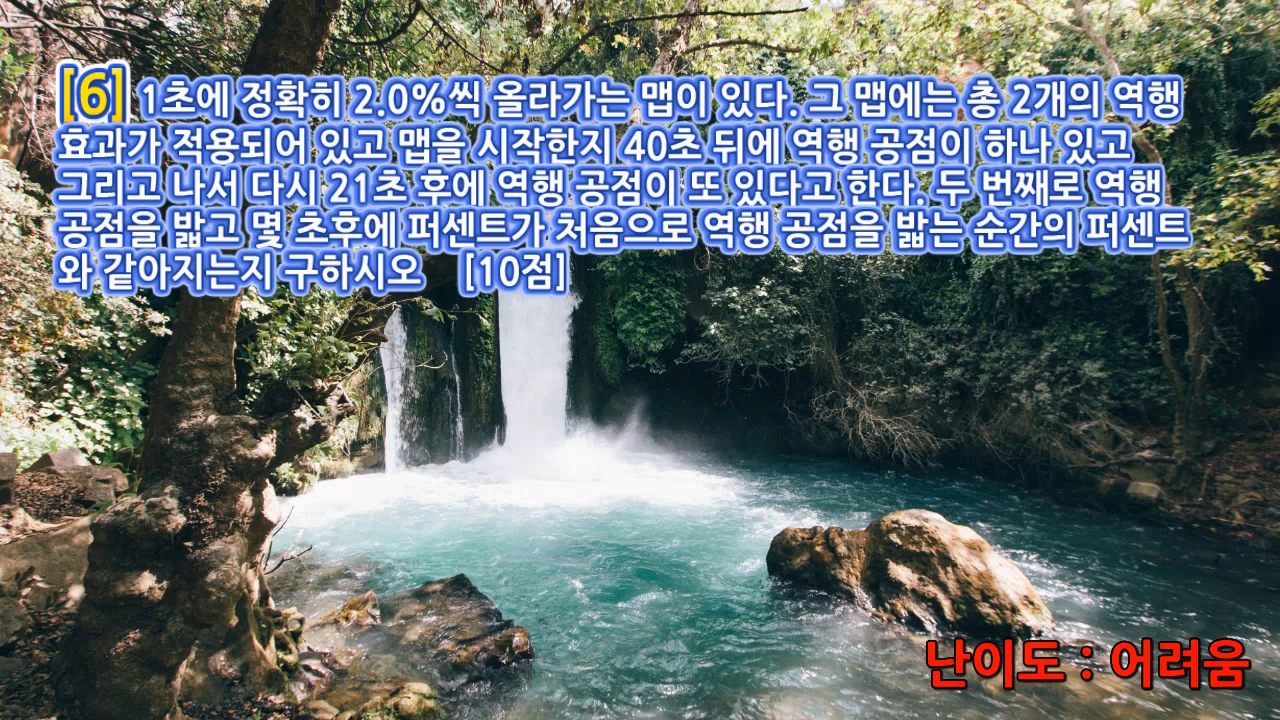 [6] 1초에 정확히 2.0%씩 올라가는 맵이 있다. 그 맵에는 총 2개의 역행
효과가 적용되어 있고 맵을 시작한지 40초 뒤에 역행 공점이 하나 있고
그리고 나서 다시 21초 후에 역행 공점이 또 있다고 한다. 두 번째로 역행
공점을 밟고 몇 초후에 퍼센트가 처음으로 역행 공점을 밟는 순간의 퍼센트
와 같아지는지 구하시오 [10점]
난이도 : 어려움